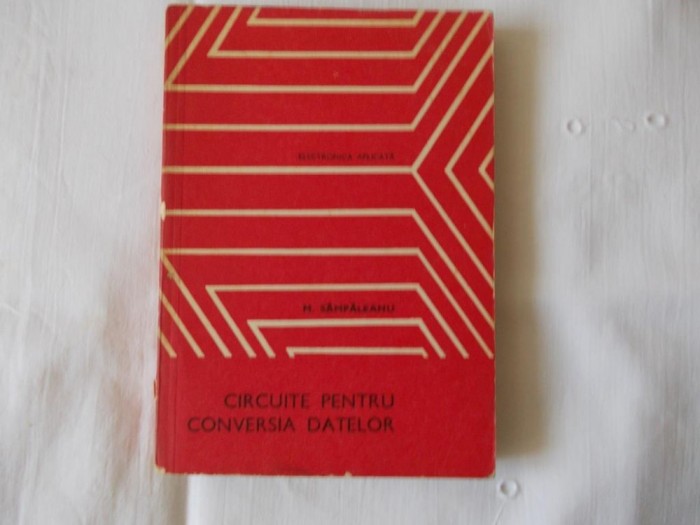 ELECTRONICA APLICATĂ
M. SÂMPĂLEANU
CIRCUITE PENTRU
CONVERSIA DATELOR